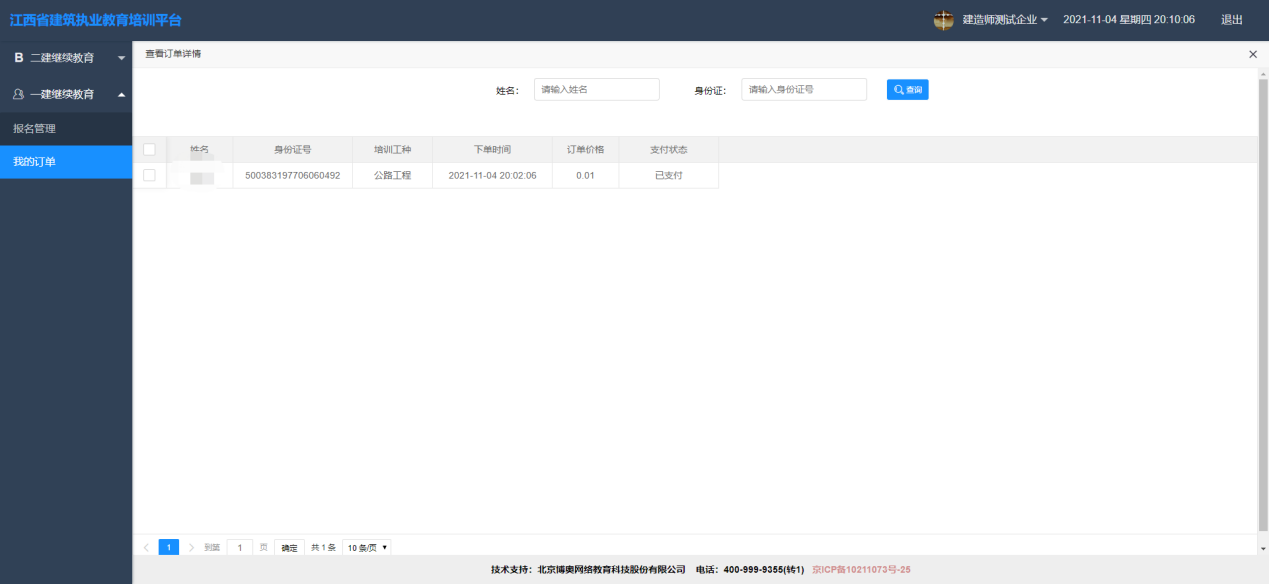 江西省建筑执业教育培训平台
建造师测试企业 2021-11-04 星期四 20:10:06 退出
B 二建继续教育
查看订单详情
一建继续教育
报名管理
我的订单
姓名: 请输入姓名 身份证: 请输入身份证号 查询
姓名 身份证号 培训工种 下单时间 订单价格 支付状态
500383197706060492 公路工程 2021-11-04 20:02:06 0.01 已支付
1 到第 1 页 确定 共 1 条 10 条/页
技术支持：北京博奥网络教育科技股份有限公司 电话：400-999-9355(转1) 京ICP备10211073号-25